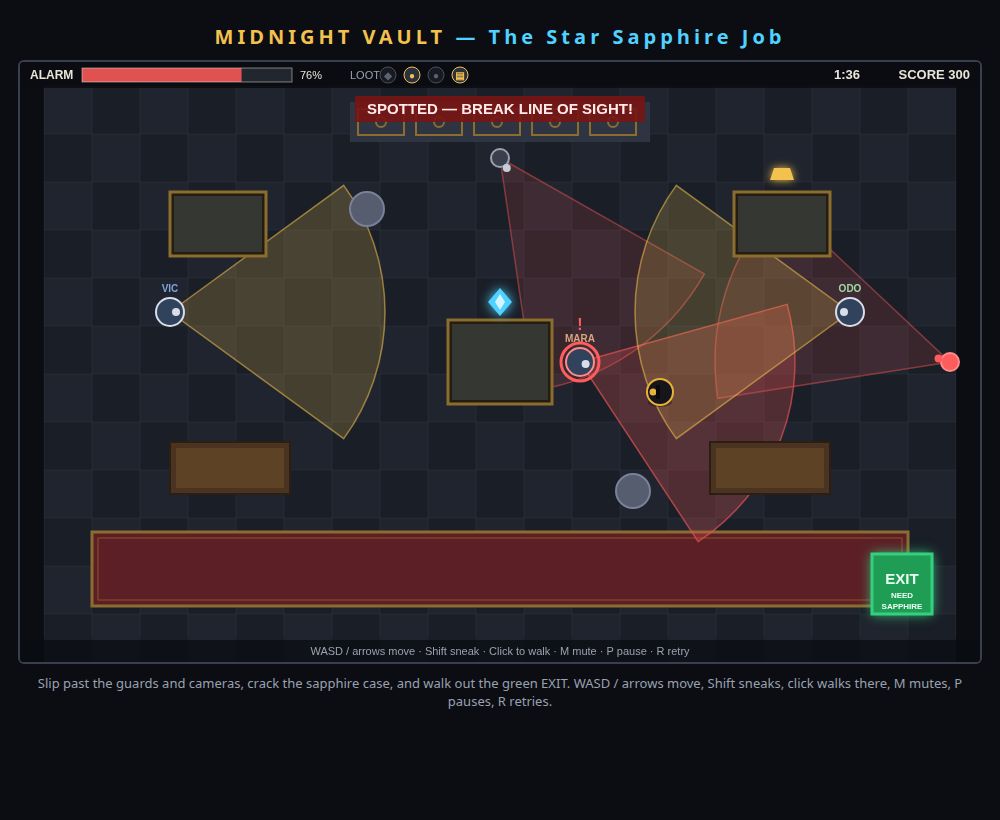 MIDNIGHT VAULT — The Star Sapphire Job
ALARM 76% LOOT 1:36 SCORE 300
SPOTTED — BREAK LINE OF SIGHT!
VIC
ODO
!
MARA
EXIT
NEED
SAPPHIRE
WASD / arrows move · Shift sneak · Click to walk · M mute · P pause · R retry
Slip past the guards and cameras, crack the sapphire case, and walk out the green EXIT. WASD / arrows move, Shift sneaks, click walks there, M mutes, P
pauses, R retries.